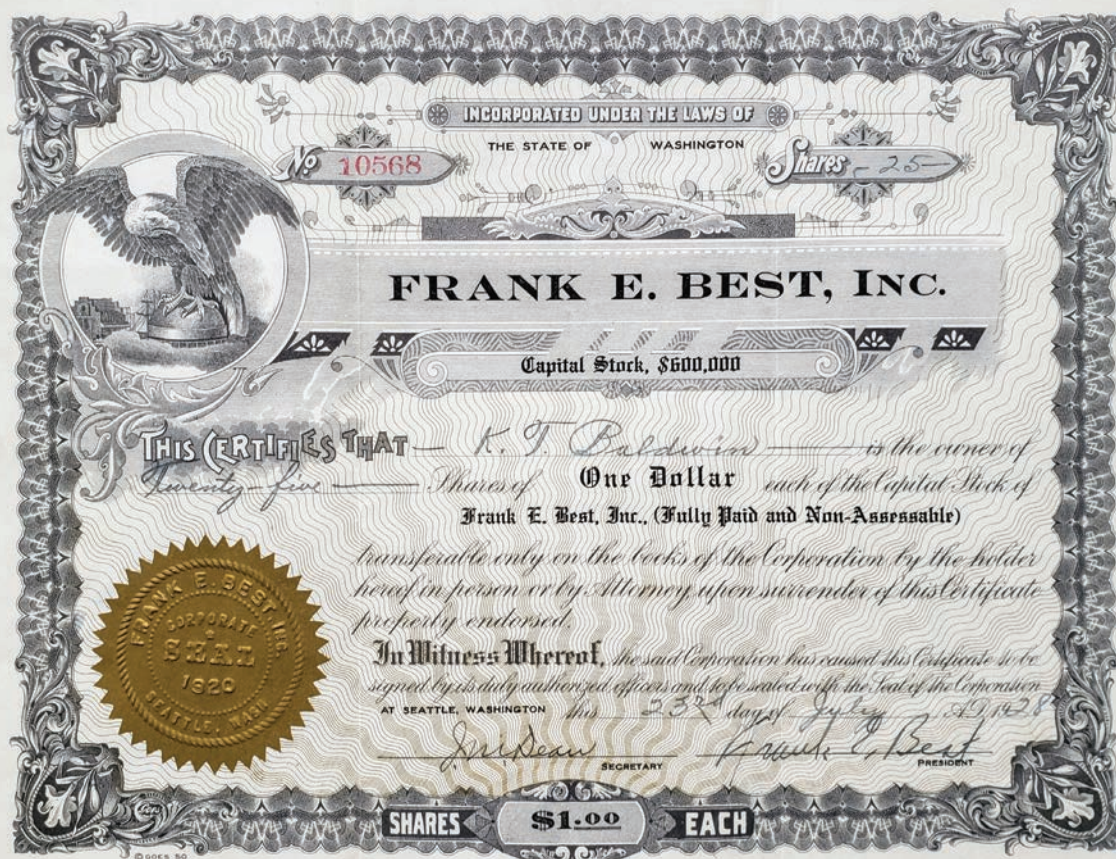 INCORPORATED UNDER THE LAWS OF
THE STATE OF WASHINGTON
No 10568
Shares - 25 -
FRANK E. BEST, INC.
Capital Stock, $600,000
THIS CERTIFIES THAT - K. T. Baldwin - is the owner of
Twenty-five Shares of One Dollar each of the Capital Stock of
Frank E. Best, Inc., (Fully Paid and Non-Assessable)
transferable only on the books of the Corporation by the holder
hereof in person or by Attorney upon surrender of this Certificate
properly endorsed.
In Witness Whereof, the said Corporation has caused this Certificate to be
signed by its duly authorized officers and to be sealed with the Seal of the Corporation
AT SEATTLE, WASHINGTON this 23rd day of July A.D. 1928
Frank E. Best
SECRETARY
PRESIDENT
FRANK E. BEST, INC.
CORPORATE
SEAL
1920
SEATTLE, WASH
SHARES $1.00 EACH
© GOES 50